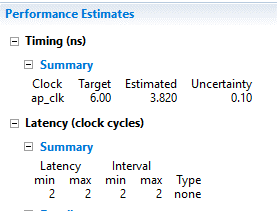 Performance Estimates
Timing (ns)
Summary
Clock Target Estimated Uncertainty
ap_clk 6.00 3.820 0.10
Latency (clock cycles)
Summary
Latency Interval
min max min max Type
2 2 2 2 none